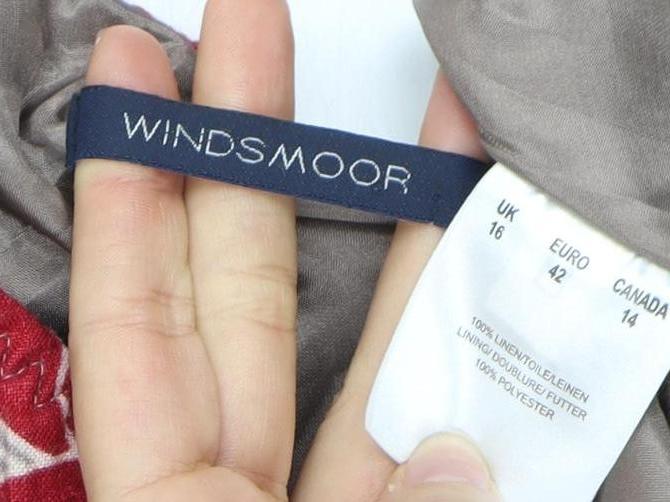 WINDSMOOR
UK EURO CANADA
16 42 14
100% LINEN/TOILE/LEINEN
LINING/ DOUBLURE/ FUTTER
100% POLYESTER